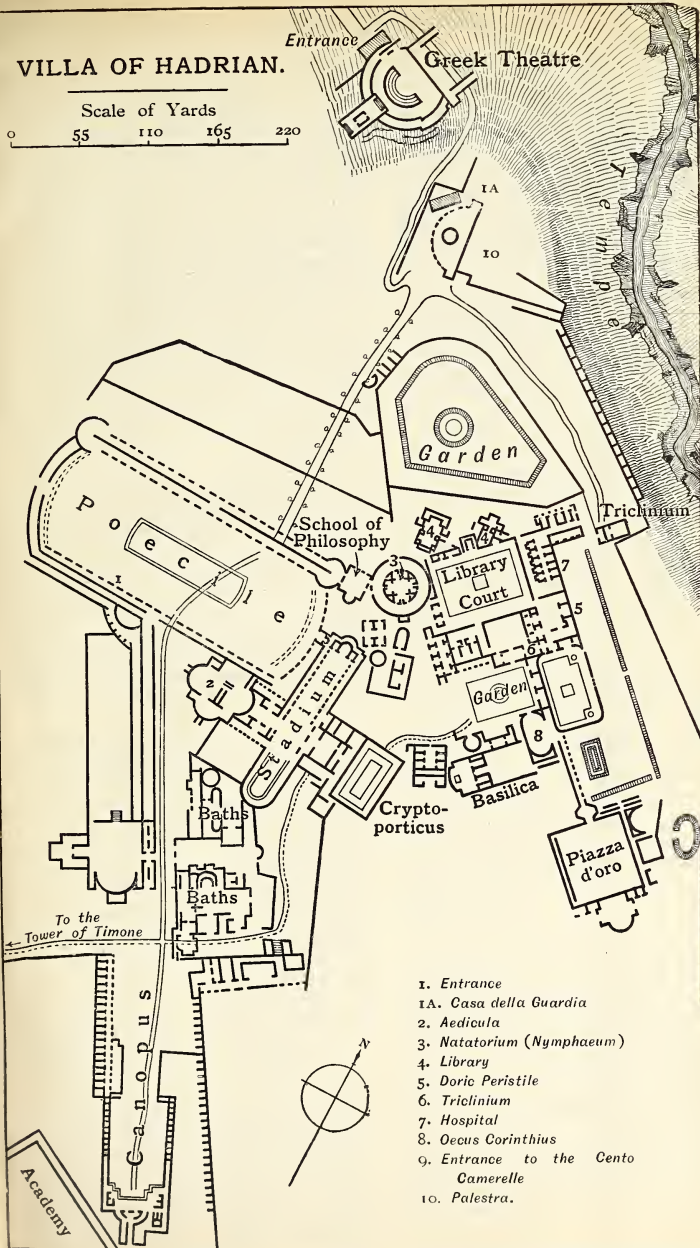 VILLA OF HADRIAN.
Scale of Yards
0 55 110 165 220
Entrance
Greek Theatre
Tempe
1A
10
Garden
Triclinium
School of
Philosophy
Poecile
1
3
4
4
Library
Court
7
5
6
Garden
8
2
Stadium
Basilica
Crypto-
porticus
Baths
Baths
Piazza
d'oro
To the
Tower of Timone
Canopus
Academy
N
1. Entrance
1A. Casa della Guardia
2. Aedicula
3. Natatorium (Nymphaeum)
4. Library
5. Doric Peristile
6. Triclinium
7. Hospital
8. Oecus Corinthius
9. Entrance to the Cento
Camerelle
10. Palestra.